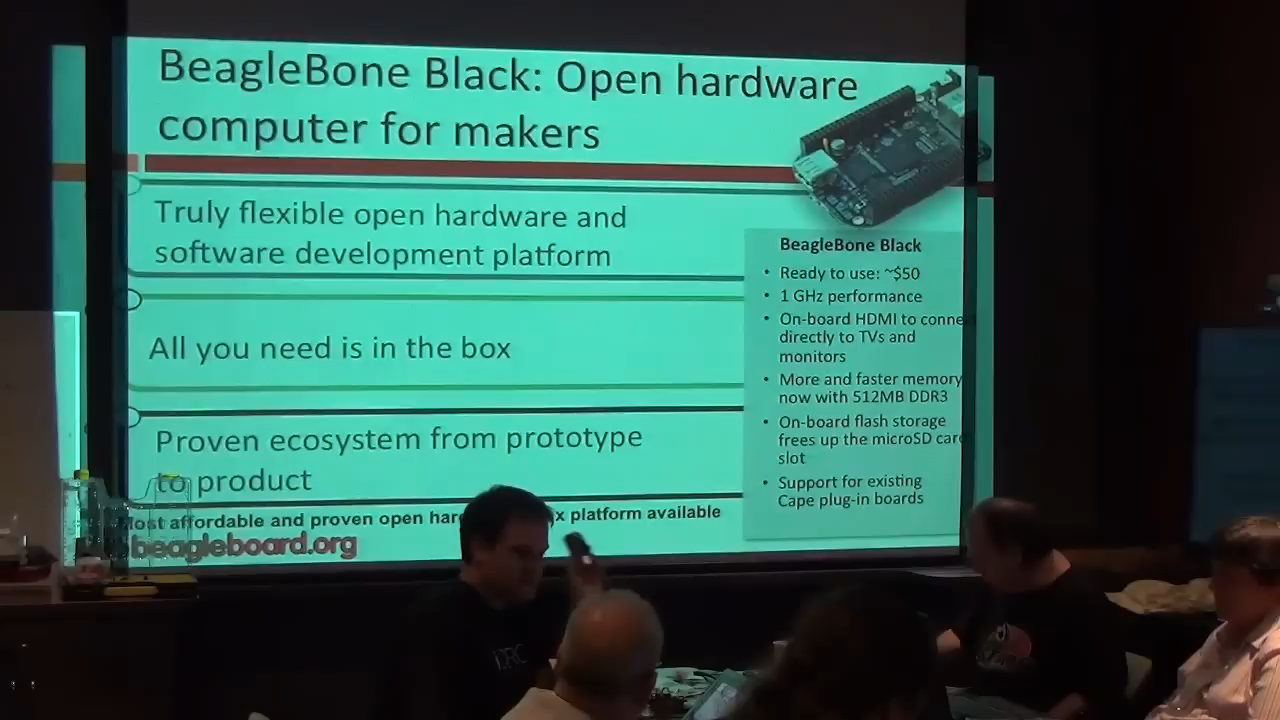 BeagleBone Black: Open hardware
computer for makers
Truly flexible open hardware and
software development platform
All you need is in the box
Proven ecosystem from prototype
to product
Most affordable and proven open x platform available
beagleboard.org
BeagleBone Black
• Ready to use: ~$50
• 1 GHz performance
• On-board HDMI to conne
directly to TVs and
monitors
• More and faster memory
now with 512MB DDR3
• On-board flash storage
frees up the microSD card
slot
• Support for existing
Cape plug-in boards